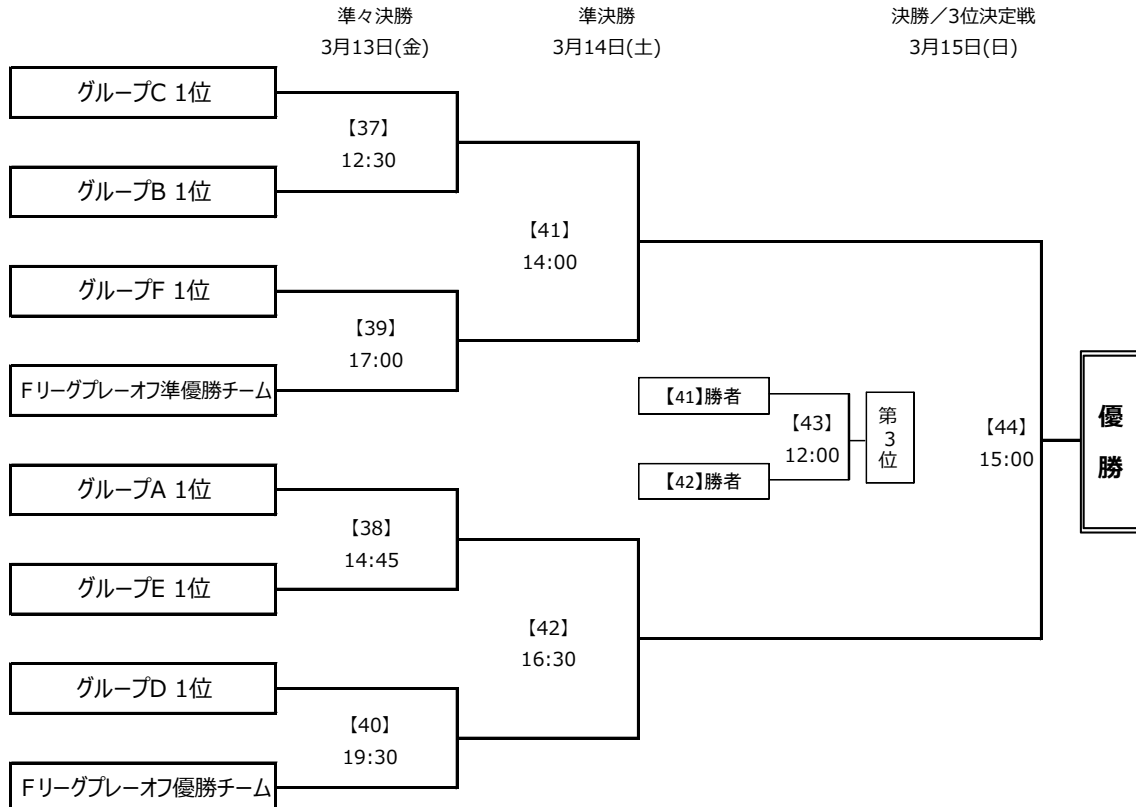 準々決勝
3月13日(金)
準決勝
3月14日(土)
決勝／3位決定戦
3月15日(日)
グループC 1位
【37】
12:30
グループB 1位
【41】
14:00
グループF 1位
【39】
17:00
Fリーグプレーオフ準優勝チーム
【41】勝者
【43】
12:00
第
3
位
【42】勝者
【44】
15:00
優
勝
グループA 1位
【38】
14:45
グループE 1位
【42】
16:30
グループD 1位
【40】
19:30
Fリーグプレーオフ優勝チーム